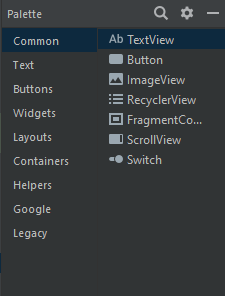 Palette
Common
Text
Buttons
Widgets
Layouts
Containers
Helpers
Google
Legacy
Ab TextView
Button
ImageView
RecyclerView
FragmentCo...
ScrollView
Switch